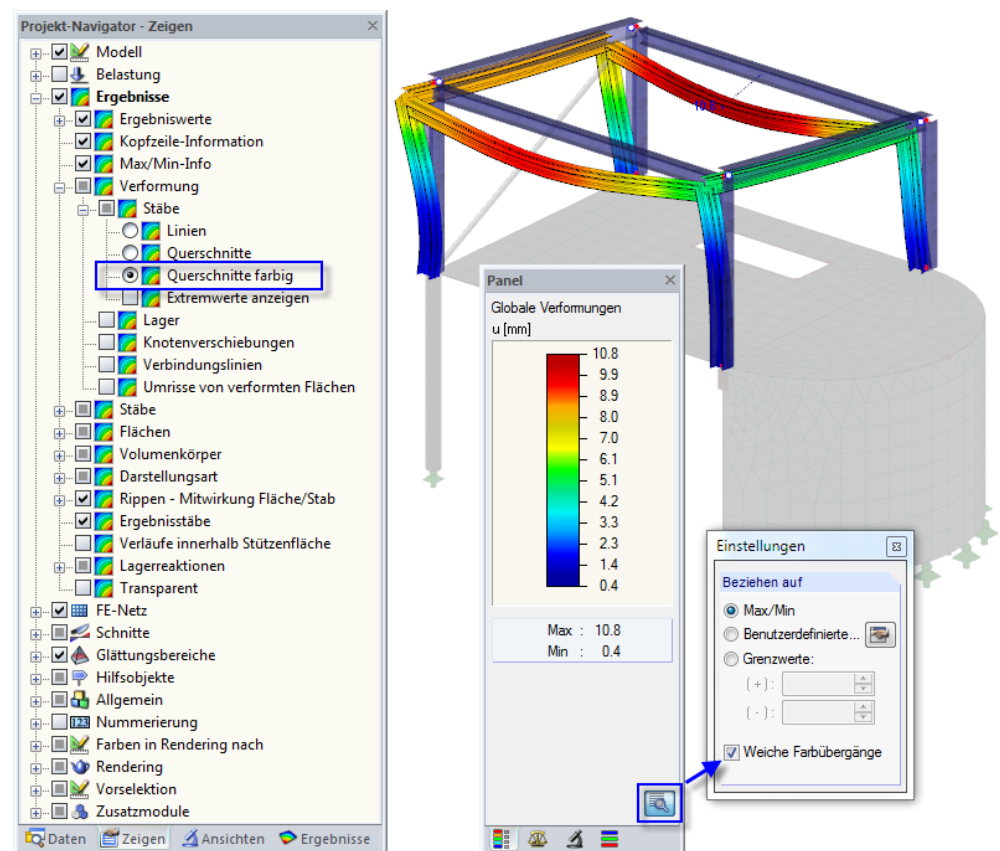 Projekt-Navigator - Zeigen
Modell
Belastung
Ergebnisse
Ergebniswerte
Kopfzeile-Information
Max/Min-Info
Verformung
Stäbe
Linien
Querschnitte
Querschnitte farbig
Extremwerte anzeigen
Lager
Knotenverschiebungen
Verbindungslinien
Umrisse von verformten Flächen
Stäbe
Flächen
Volumenkörper
Darstellungsart
Rippen - Mitwirkung Fläche/Stab
Ergebnisstäbe
Verläufe innerhalb Stützenfläche
Lagerreaktionen
Transparent
FE-Netz
Schnitte
Glättungsbereiche
Hilfsobjekte
Allgemein
123 Nummerierung
Farben in Rendering nach
Rendering
Vorselektion
Zusatzmodule
Daten Zeigen Ansichten Ergebnisse
10.8
Panel
Globale Verformungen
u [mm]
10.8
9.9
8.9
8.0
7.0
6.1
5.1
4.2
3.3
2.3
1.4
0.4
Max : 10.8
Min : 0.4
Einstellungen
Beziehen auf
Max/Min
Benutzerdefinierte...
Grenzwerte:
(+):
(-):
Weiche Farbübergänge